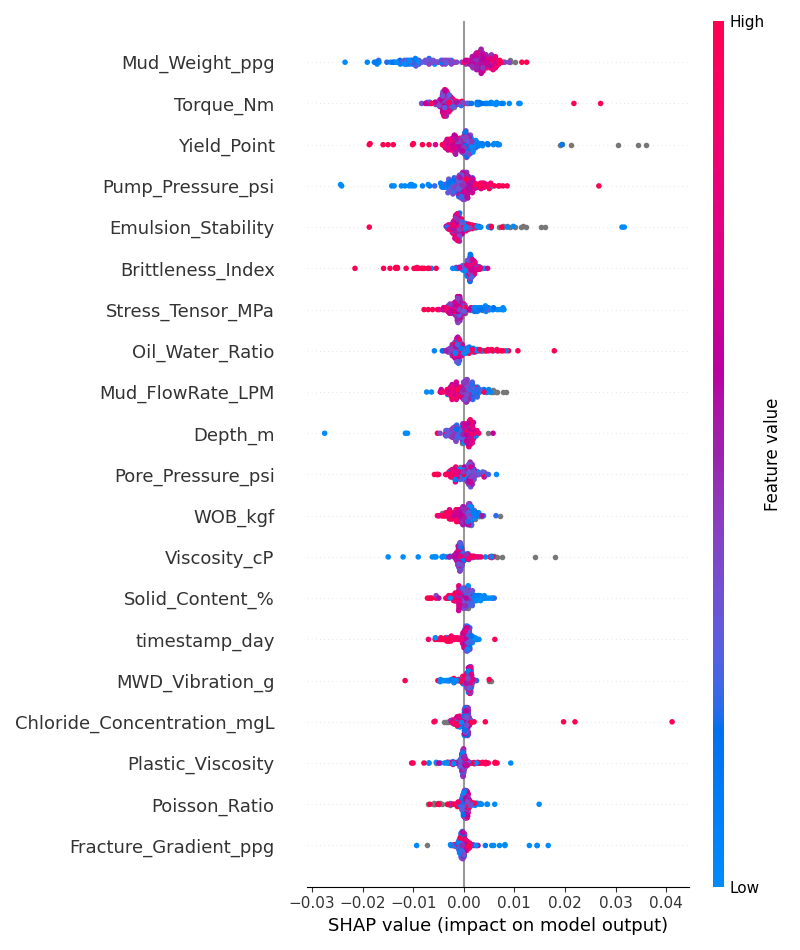 High
Mud_Weight_ppg
Torque_Nm
Yield_Point
Pump_Pressure_psi
Emulsion_Stability
Brittleness_Index
Stress_Tensor_MPa
Oil_Water_Ratio
Mud_FlowRate_LPM
Depth_m
Pore_Pressure_psi
WOB_kgf
Viscosity_cP
Solid_Content_%
timestamp_day
MWD_Vibration_g
Chloride_Concentration_mgL
Plastic_Viscosity
Poisson_Ratio
Fracture_Gradient_ppg
Feature value
Low
−0.03 −0.02 −0.01 0.00 0.01 0.02 0.03 0.04
SHAP value (impact on model output)